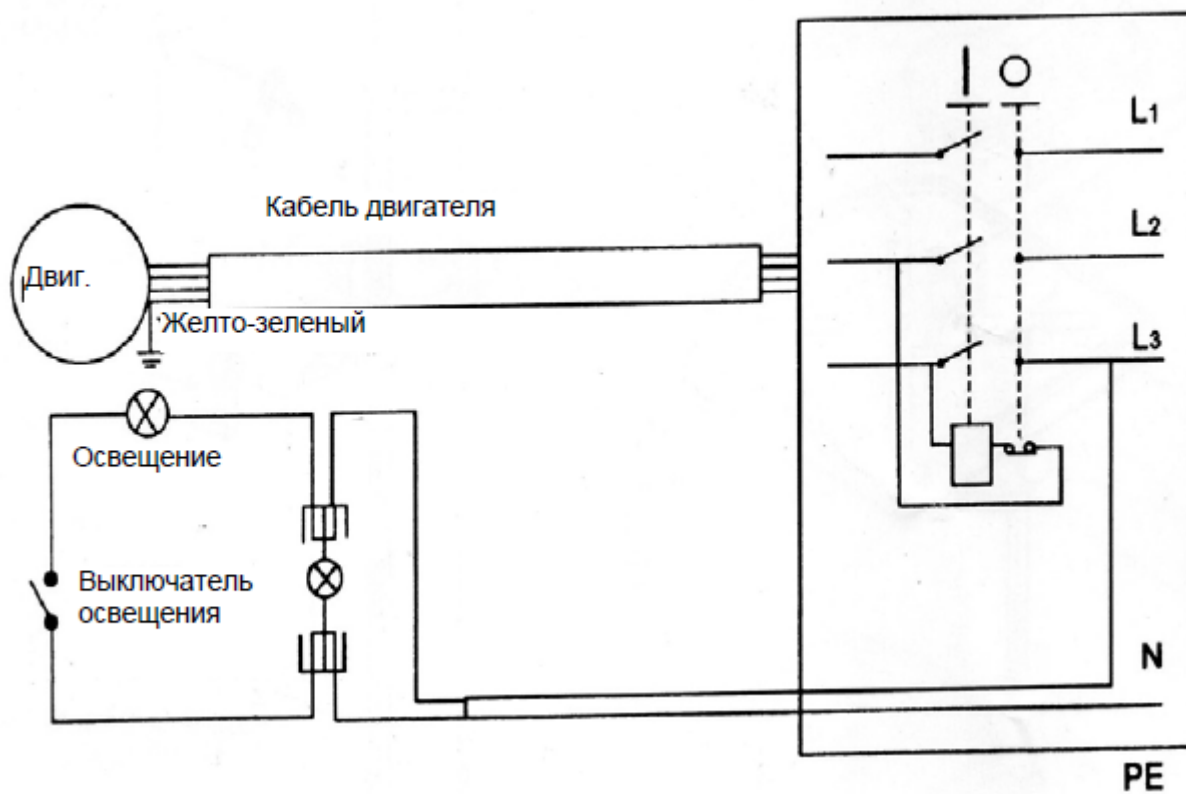 L1
L2
Кабель двигателя
Двиг.
Желто-зеленый
L3
Освещение
Выключатель
освещения
N
PE